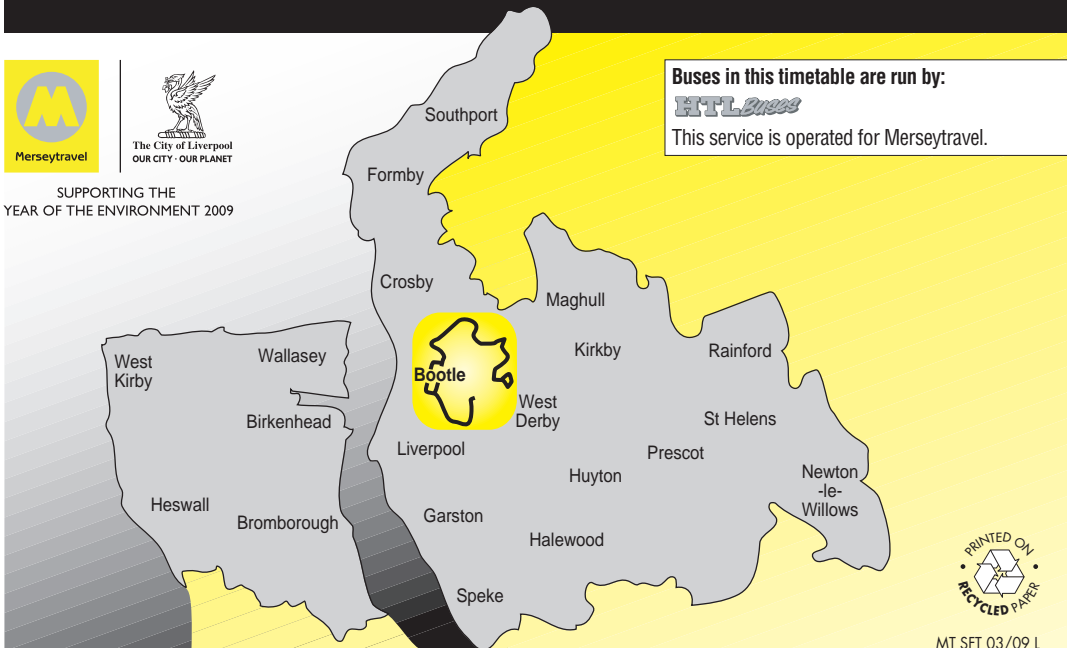 M
Merseytravel
The City of Liverpool
OUR CITY · OUR PLANET
SUPPORTING THE
YEAR OF THE ENVIRONMENT 2009
Buses in this timetable are run by:
HTL Buses
This service is operated for Merseytravel.
Southport
Formby
Crosby
Maghull
Kirkby
Rainford
West
Kirby
Wallasey
Bootle
Birkenhead
West
Derby
St Helens
Liverpool
Prescot
Huyton
Newton
-le-
Willows
Heswall
Bromborough
Garston
Halewood
Speke
• PRINTED ON •
RECYCLED PAPER
MT SFT 03/09 L